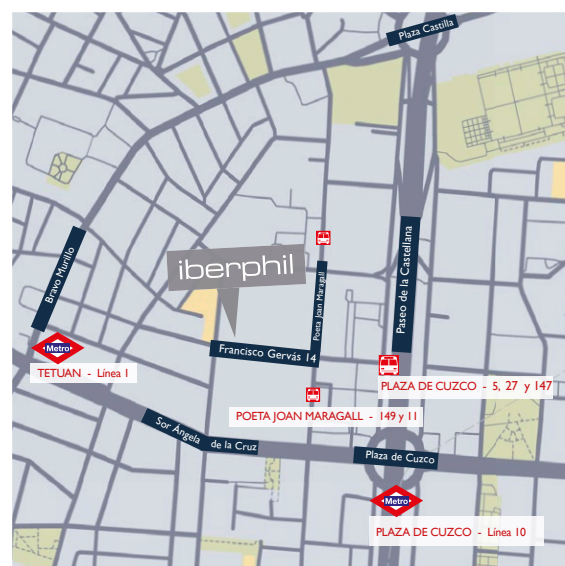 Plaza Castilla
Paseo de la Castellana
Bravo Murillo
iberphil
Poeta Joan Maragall
Francisco Gervás 14
Metro
TETUAN - Línea 1
PLAZA DE CUZCO - 5, 27 y 147
POETA JOAN MARAGALL - 149 y 11
Sor Ángela de la Cruz
Plaza de Cuzco
Metro
PLAZA DE CUZCO - Línea 10